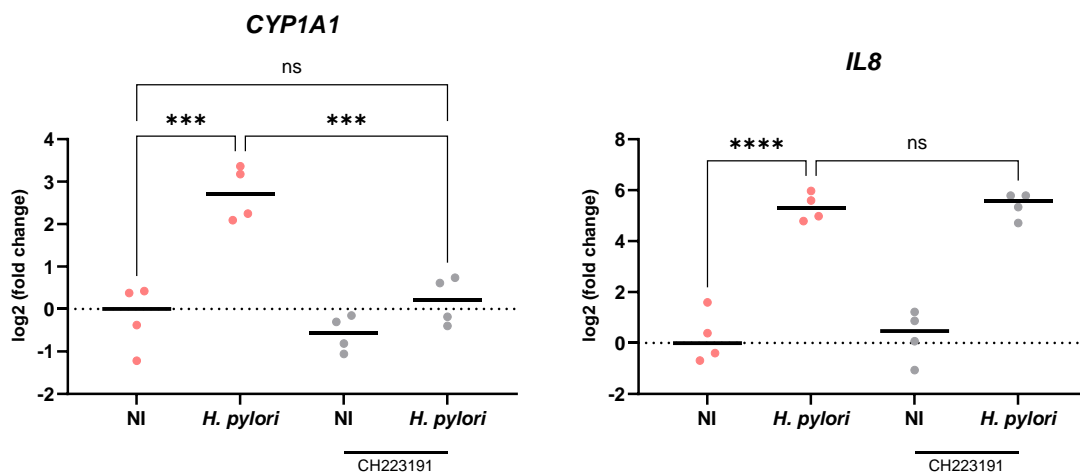 CYP1A1
ns
***
***
log2 (fold change)
4
3
2
1
0
-1
-2
NI
H. pylori
NI
H. pylori
CH223191
IL8
****
ns
log2 (fold change)
8
6
4
2
0
-2
NI
H. pylori
NI
H. pylori
CH223191